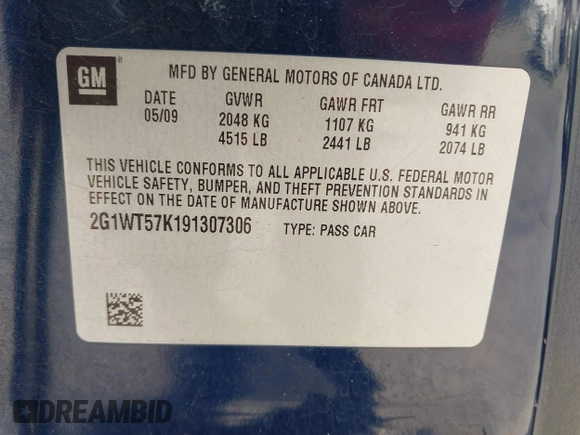 GM
MFD BY GENERAL MOTORS OF CANADA LTD.
DATE GVWR GAWR FRT GAWR RR
05/09 2048 KG 1107 KG 941 KG
4515 LB 2441 LB 2074 LB
THIS VEHICLE CONFORMS TO ALL APPLICABLE U.S. FEDERAL MOTOR
VEHICLE SAFETY, BUMPER, AND THEFT PREVENTION STANDARDS IN
EFFECT ON THE DATE OF MANUFACTURE SHOWN ABOVE.
2G1WT57K191307306 TYPE: PASS CAR
DREAMBID